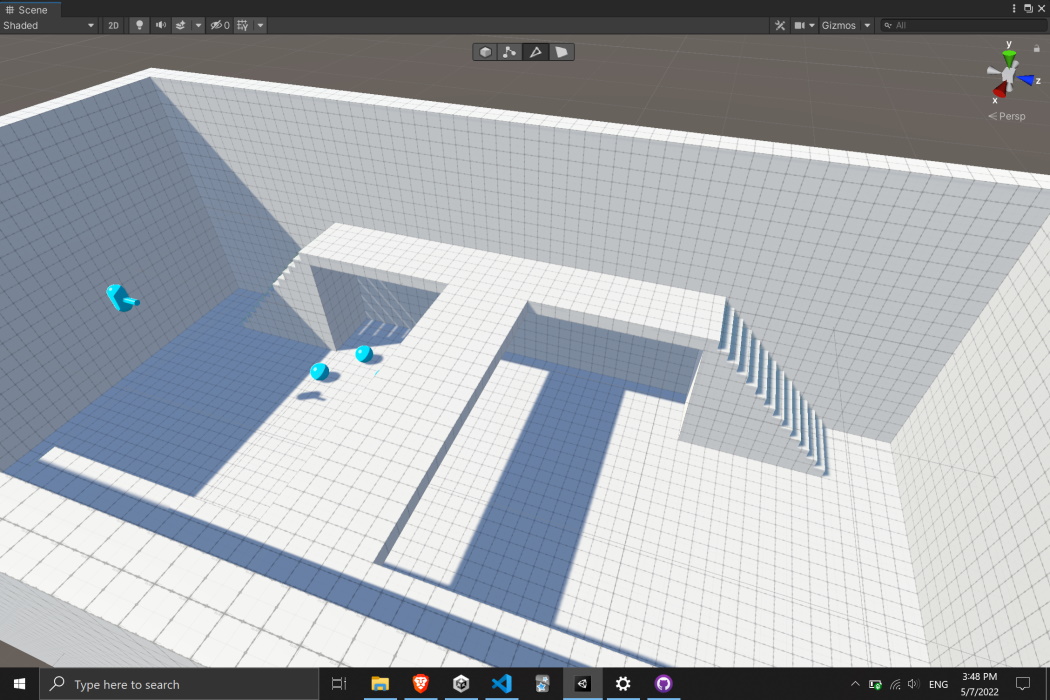 Scene
Shaded
2D
0
Gizmos
All
y
z
x
Persp
Type here to search
ENG
3:48 PM
5/7/2022